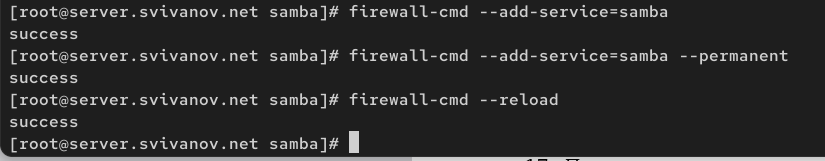 [root@server.svivanov.net samba]# firewall-cmd --add-service=samba
success
[root@server.svivanov.net samba]# firewall-cmd --add-service=samba --permanent
success
[root@server.svivanov.net samba]# firewall-cmd --reload
success
[root@server.svivanov.net samba]#